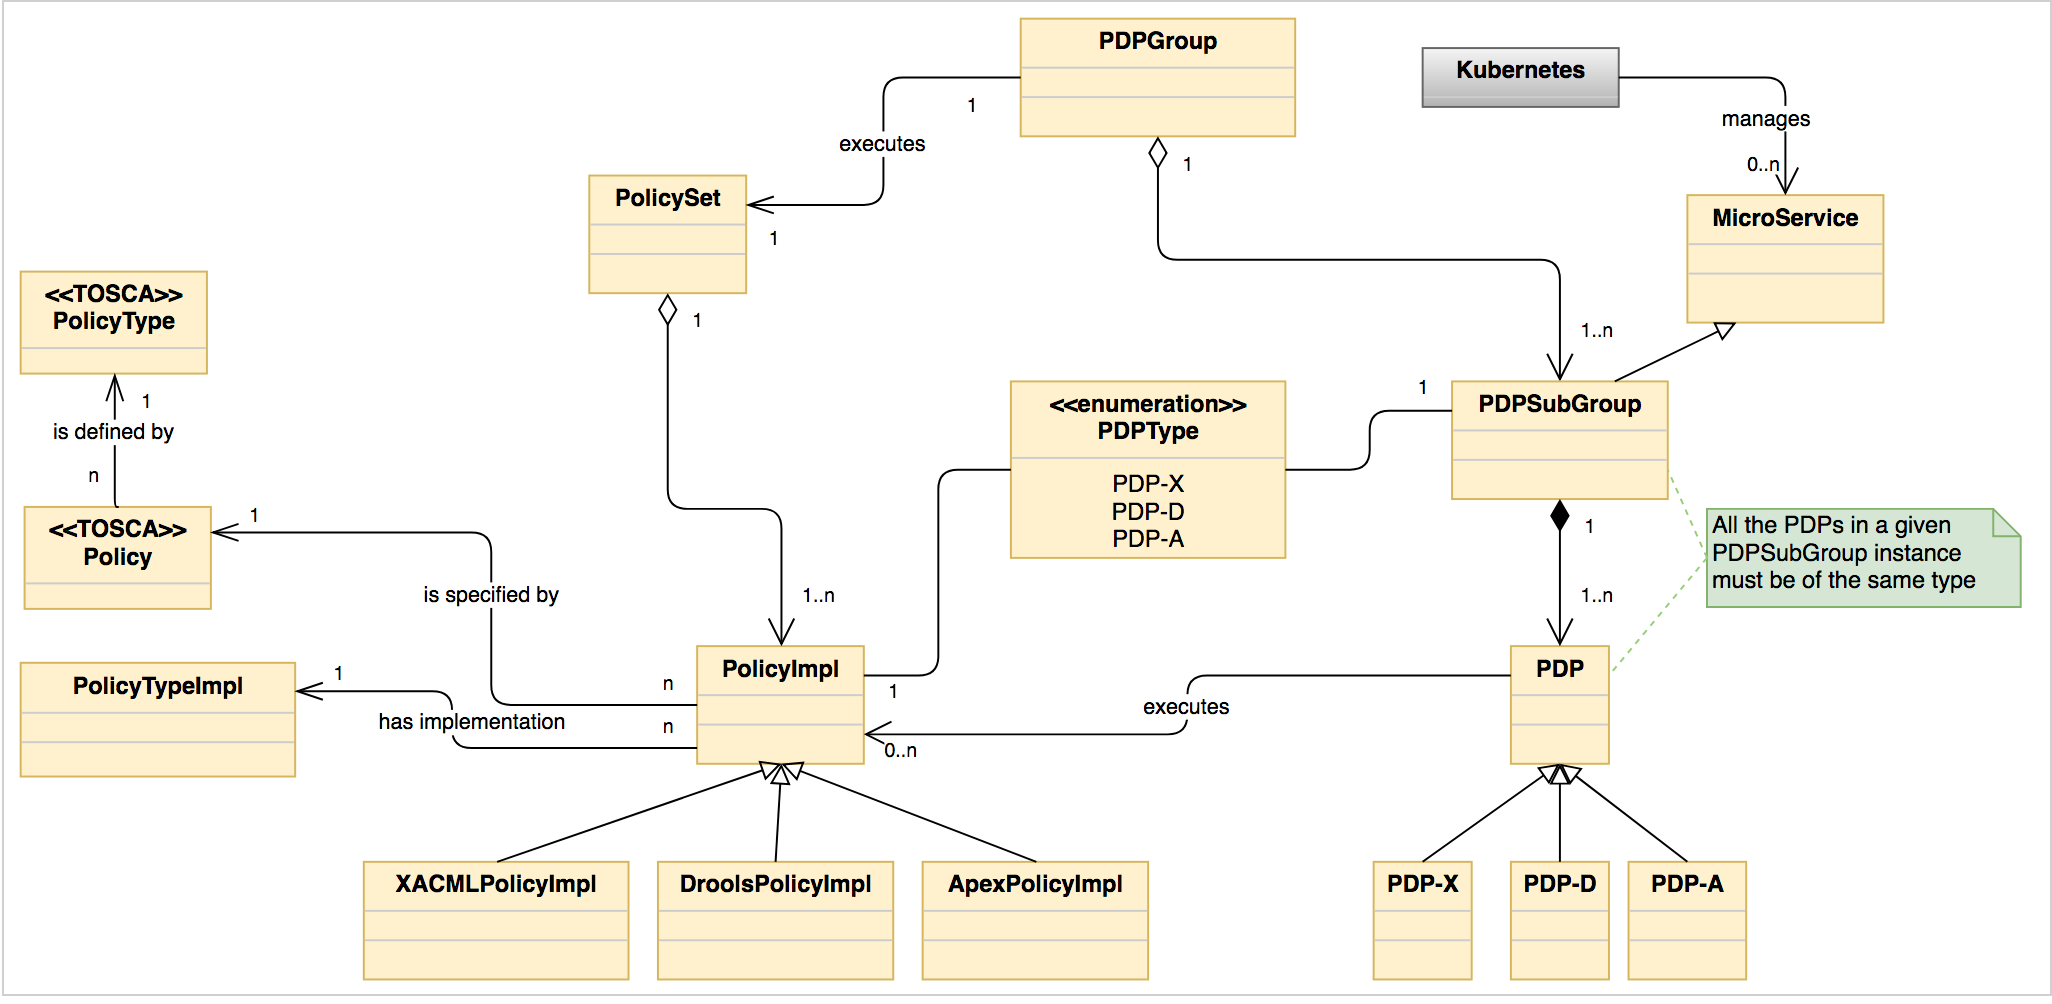 PDPGroup
Kubernetes
1
manages
executes
0..n
1
PolicySet
MicroService
1
<<TOSCA>>
PolicyType
1
1..n
1
is defined by
n
<<enumeration>>
PDPType
PDP-X
PDP-D
PDP-A
1
PDPSubGroup
<<TOSCA>>
Policy
1
1
All the PDPs in a given
PDPSubGroup instance
must be of the same type
is specified by
1..n
1..n
PolicyTypeImpl
1
n
PolicyImpl
PDP
has implementation
n
1
executes
0..n
XACMLPolicyImpl
DroolsPolicyImpl
ApexPolicyImpl
PDP-X
PDP-D
PDP-A